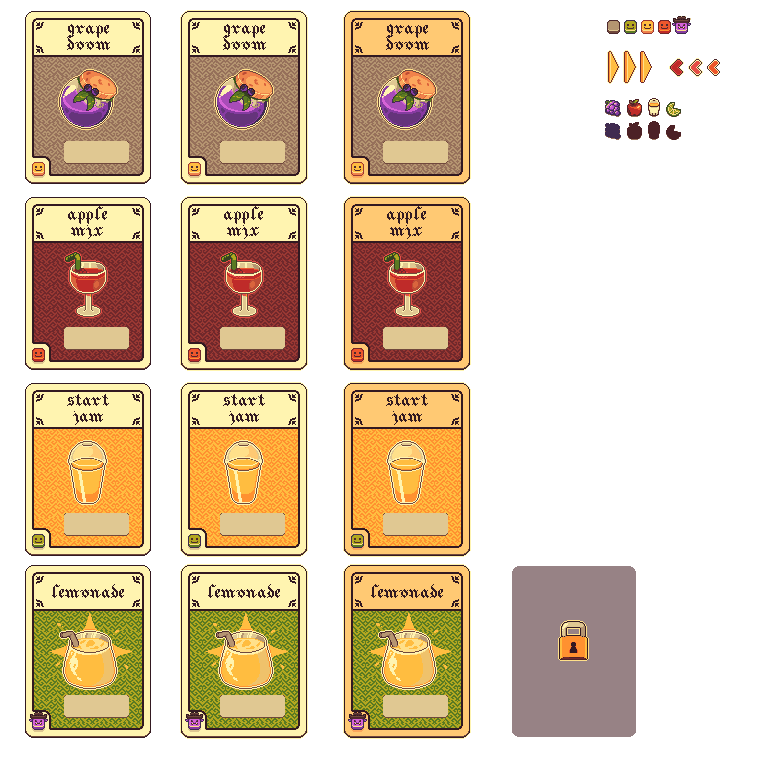 grape grape grape
doom doom doom
apple apple apple
mix mix mix
start start start
jam jam jam
lemonade lemonade lemonade